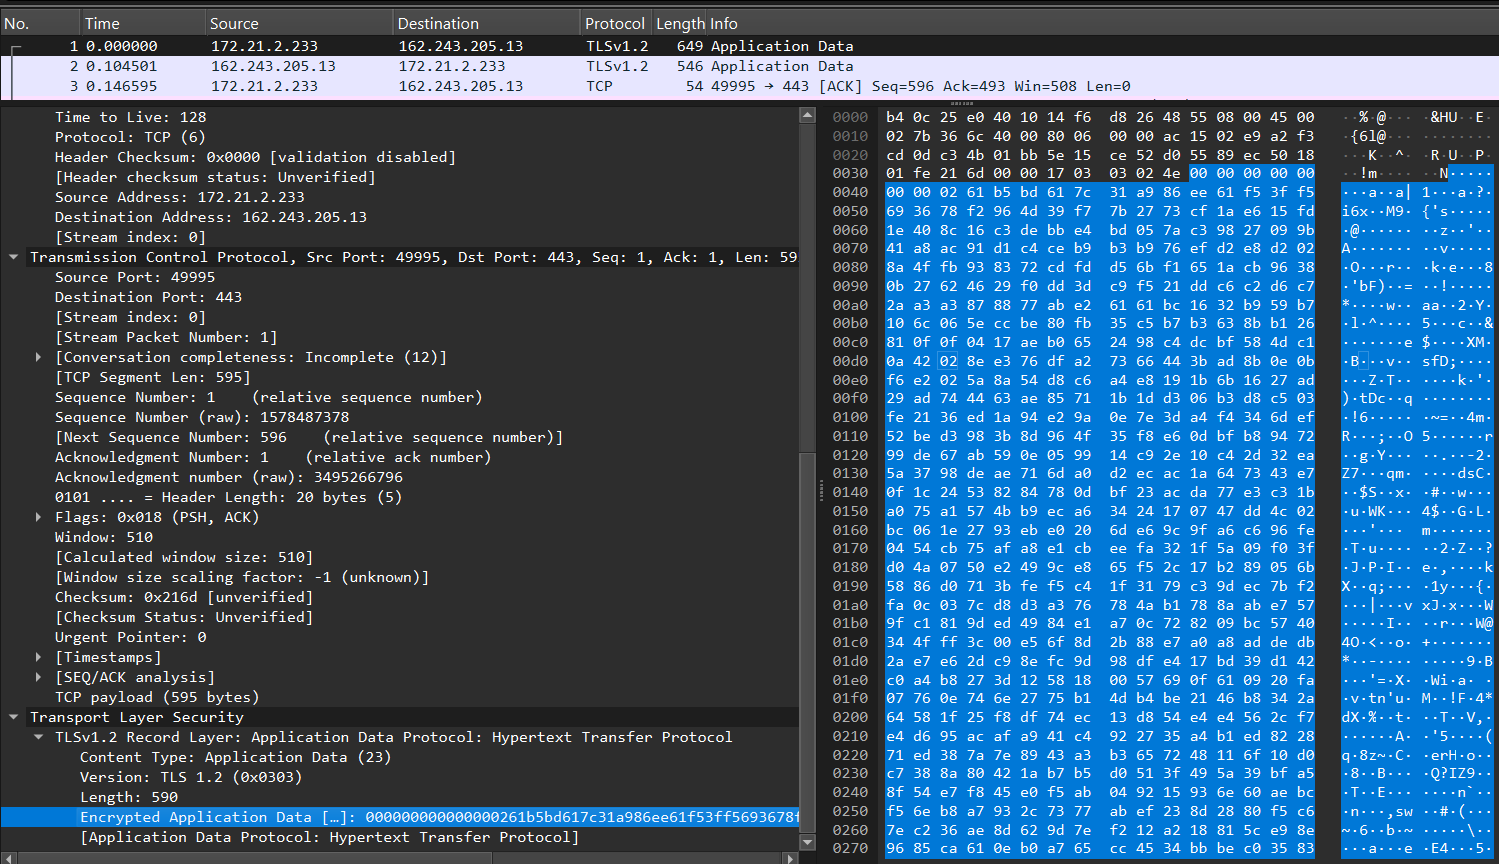 No. Time Source Destination Protocol Length Info
1 0.000000 172.21.2.233 162.243.205.13 TLSv1.2 649 Application Data
2 0.104501 162.243.205.13 172.21.2.233 TLSv1.2 546 Application Data
3 0.146595 172.21.2.233 162.243.205.13 TCP 54 49995 → 443 [ACK] Seq=596 Ack=493 Win=508 Len=0
Time to Live: 128
Protocol: TCP (6)
Header Checksum: 0x0000 [validation disabled]
[Header checksum status: Unverified]
Source Address: 172.21.2.233
Destination Address: 162.243.205.13
[Stream index: 0]
Transmission Control Protocol, Src Port: 49995, Dst Port: 443, Seq: 1, Ack: 1, Len: 59
Source Port: 49995
Destination Port: 443
[Stream index: 0]
[Stream Packet Number: 1]
[Conversation completeness: Incomplete (12)]
[TCP Segment Len: 595]
Sequence Number: 1    (relative sequence number)
Sequence Number (raw): 1578487378
[Next Sequence Number: 596    (relative sequence number)]
Acknowledgment Number: 1    (relative ack number)
Acknowledgment number (raw): 3495266796
0101 .... = Header Length: 20 bytes (5)
Flags: 0x018 (PSH, ACK)
Window: 510
[Calculated window size: 510]
[Window size scaling factor: -1 (unknown)]
Checksum: 0x216d [unverified]
[Checksum Status: Unverified]
Urgent Pointer: 0
[Timestamps]
[SEQ/ACK analysis]
TCP payload (595 bytes)
Transport Layer Security
TLSv1.2 Record Layer: Application Data Protocol: Hypertext Transfer Protocol
Content Type: Application Data (23)
Version: TLS 1.2 (0x0303)
Length: 590
Encrypted Application Data […]: 000000000000000261b5bd617c31a986ee61f53ff5693678f
[Application Data Protocol: Hypertext Transfer Protocol]
0000 b4 0c 25 e0 40 10 14 f6 d8 26 48 55 08 00 45 00
0010 02 7b 36 6c 40 00 80 06 00 00 ac 15 02 e9 a2 f3
0020 cd 0d c3 4b 01 bb 5e 15 ce 52 d0 55 89 ec 50 18
0030 01 fe 21 6d 00 00 17 03 03 02 4e 00 00 00 00 00
0040 00 00 02 61 b5 bd 61 7c 31 a9 86 ee 61 f5 3f f5
0050 69 36 78 f2 96 4d 39 f7 7b 27 73 cf 1a e6 15 fd
0060 1e 40 8c 16 c3 de bb e4 bd 05 7a c3 98 27 09 9b
0070 41 a8 ac 91 d1 c4 ce b9 b3 b9 76 ef d2 e8 d2 02
0080 8a 4f fb 93 83 72 cd fd d5 6b f1 65 1a cb 96 38
0090 0b 27 62 46 29 f0 dd 3d c9 f5 21 dd c6 c2 d6 c7
00a0 2a a3 a3 87 88 77 ab e2 61 61 bc 16 32 b9 59 b7
00b0 10 6c 06 5e cc be 80 fb 35 c5 b7 b3 63 8b b1 26
00c0 81 0f 0f 04 17 ae b0 65 24 98 c4 dc bf 58 4d c1
00d0 0a 42 02 8e e3 76 df a2 73 66 44 3b ad 8b 0e 0b
00e0 f6 e2 02 5a 8a 54 d8 c6 a4 e8 19 1b 6b 16 27 ad
00f0 29 ad 74 44 63 ae 85 71 1b 1d d3 06 b3 d8 c5 03
0100 fe 21 36 ed 1a 94 e2 9a 0e 7e 3d a4 f4 34 6d ef
0110 52 be d3 98 3b 8d 96 4f 35 f8 e6 0d bf b8 94 72
0120 99 de 67 ab 59 0e 05 99 14 c9 2e 10 c4 2d 32 ea
0130 5a 37 98 de ae 71 6d a0 d2 ec ac 1a 64 73 43 e7
0140 0f 1c 24 53 82 84 78 0d bf 23 ac da 77 e3 c3 1b
0150 a0 75 a1 57 4b b9 ec a6 34 24 17 07 47 dd 4c 02
0160 bc 06 1e 27 93 eb e0 20 6d e6 9c 9f a6 c6 96 fe
0170 04 54 cb 75 af a8 e1 cb ee fa 32 1f 5a 09 f0 3f
0180 d0 4a 07 50 e2 49 9c e8 65 f5 2c 17 b2 89 05 6b
0190 58 86 d0 71 3b fe f5 c4 1f 31 79 c3 9d ec 7b f2
01a0 fa 0c 03 7c d8 d3 a3 76 78 4a b1 78 8a ab e7 57
01b0 9f c1 81 9d ed 49 84 e1 a7 0c 72 82 09 bc 57 40
01c0 34 4f ff 3c 00 e5 6f 8d 2b 88 e7 a0 a8 ad de db
01d0 2a e7 e6 2d c9 8e fc 9d 98 df e4 17 bd 39 d1 42
01e0 c0 a4 b8 27 3d 12 58 18 00 57 69 0f 61 09 20 fa
01f0 07 76 0e 74 6e 27 75 b1 4d b4 be 21 46 b8 34 2a
0200 64 58 1f 25 f8 df 74 ec 13 d8 54 e4 e4 56 2c f7
0210 e4 d6 95 ac af a9 41 c4 92 27 35 a4 b1 ed 82 28
0220 71 ed 38 7a 7e 89 43 a3 b3 65 72 48 11 6f 10 d0
0230 c7 38 8a 80 42 1a b7 b5 d0 51 3f 49 5a 39 bf a5
0240 8f 54 e7 f8 45 e0 f5 ab 04 92 15 93 6e 60 ae bc
0250 f5 6e b8 a7 93 2c 73 77 ab ef 23 8d 28 80 f5 c6
0260 7e c2 36 ae 8d 62 9d 7e f2 12 a2 18 81 5c e9 8e
0270 96 85 ca 61 0e b0 a7 65 cc 45 34 bb be c0 35 83